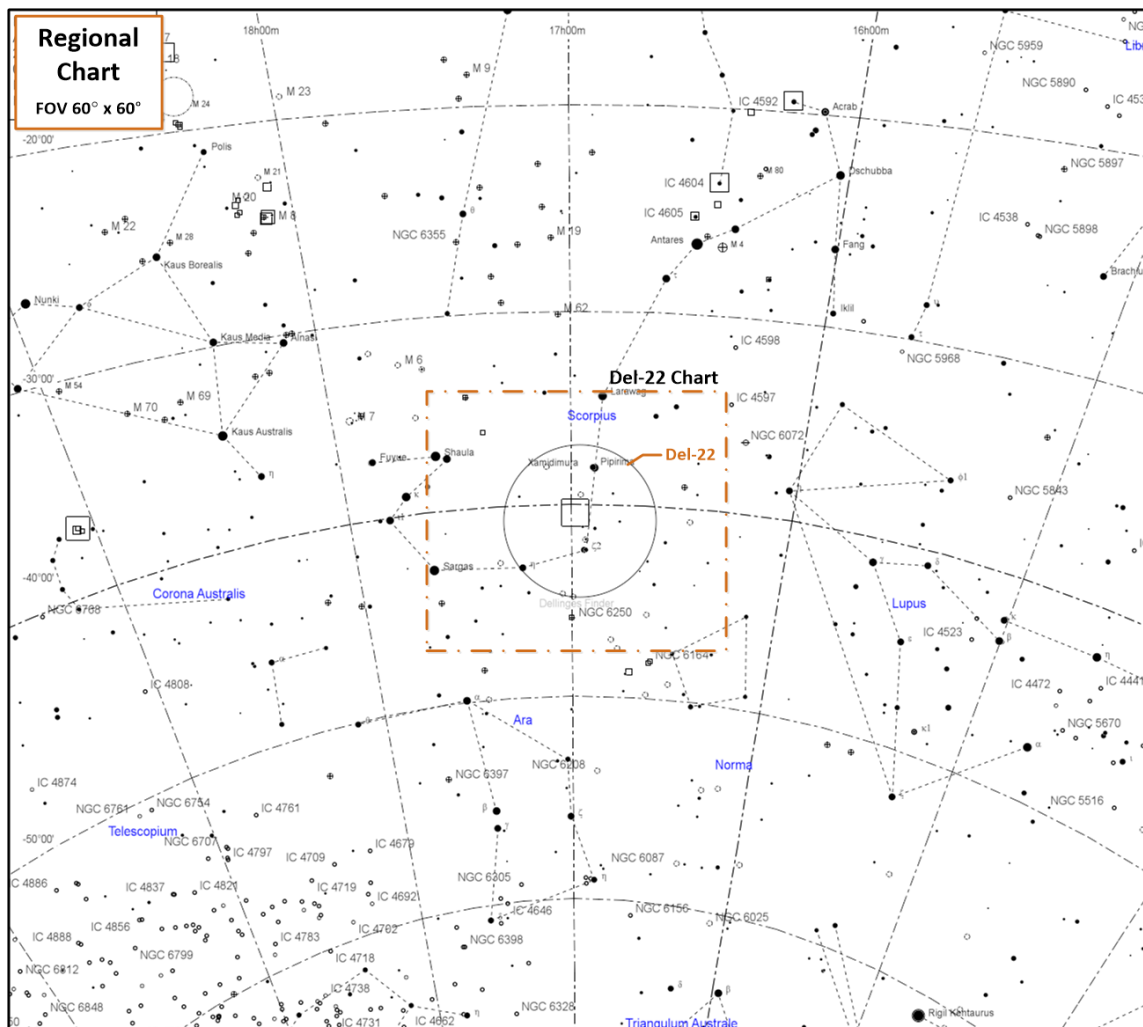 Regional
Chart
FOV 60° x 60°
18h00m
17h00m
16h00m
M 24
M 23
M 9
NGC 5959
NGC 5890
IC 4592
Acrab
-20°00'
Polis
M 21
M 20
M 8
θ
M 80
Dschubba
NGC 5897
IC 4604
IC 4605
IC 4538
NGC 5898
M 22
M 28
NGC 6355
M 19
Antares
M 4
Fang
Kaus Borealis
τ
Nunki
M 62
Iklil
Kaus Media
Alnasl
IC 4598
NGC 5968
-30°00'
M 54
M 6
M 69
M 70
M 7
Del-22 Chart
Larawag
IC 4597
Scorpius
Kaus Australis
NGC 6072
Fuyue
Shaula
Xamidimura
Pipirima
Del-22
η
κ
φ1
NGC 5843
ζ2
η
Sargas
γ
δ
-40°00'
Corona Australis
Dellinges Finder
NGC 6250
Lupus
NGC 6768
IC 4523
κ
β
ε
η
NGC 6164
α
IC 4808
IC 4472
IC 4441
α
Ara
κ1
NGC 5670
α
ι
Norma
NGC 6208
NGC 6397
IC 4874
NGC 6761
NGC 6754
IC 4761
β
γ
ζ
ζ
NGC 5516
-50°00'
Telescopium
NGC 6707
IC 4797
IC 4709
IC 4679
NGC 6305
NGC 6087
η
IC 4886
IC 4837
IC 4821
IC 4719
IC 4692
IC 4646
NGC 6156
NGC 6025
IC 4856
IC 4702
IC 4888
NGC 6799
IC 4783
IC 4718
NGC 6398
NGC 6812
NGC 6848
IC 4738
IC 4731
IC 4662
η
NGC 6328
δ
β
Triangulum Australe
Rigil Kentaurus